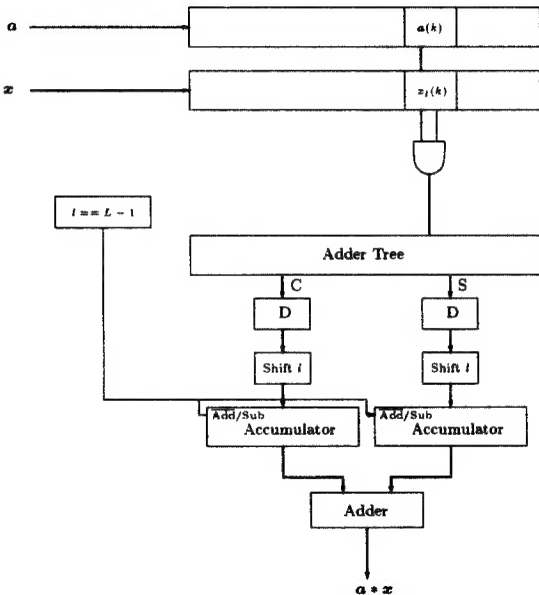 a
a(k)
x
x_l(k)
l == L - 1
Adder Tree
C
S
D
D
Shift l
Shift l
Add/Sub
Accumulator
Add/Sub
Accumulator
Adder
a * x